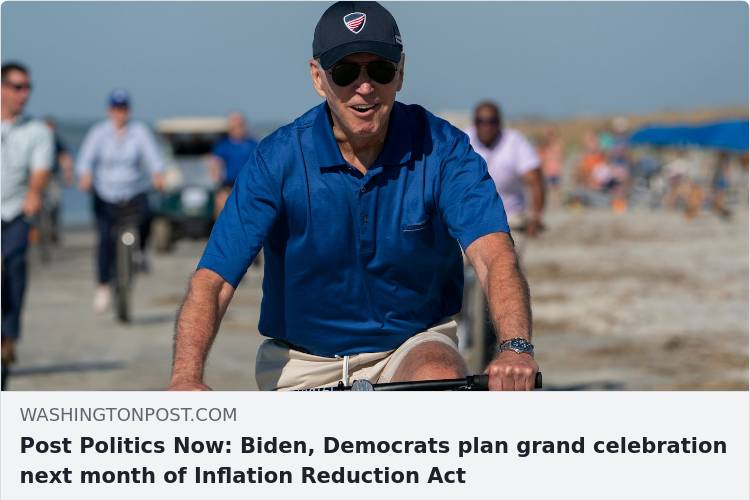 WASHINGTONPOST.COM
Post Politics Now: Biden, Democrats plan grand celebration
next month of Inflation Reduction Act